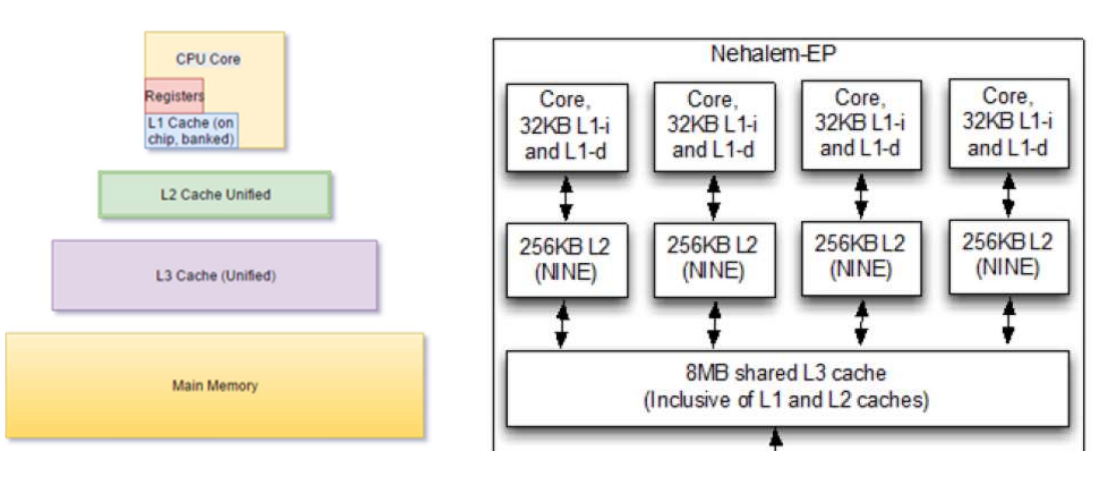 CPU Core
Registers
L1 Cache (on
chip, banked)
L2 Cache Unified
L3 Cache (Unified)
Main Memory
Nehalem-EP
Core,
32KB L1-i
and L1-d
Core,
32KB L1-i
and L1-d
Core,
32KB L1-i
and L1-d
Core,
32KB L1-i
and L1-d
256KB L2
(NINE)
256KB L2
(NINE)
256KB L2
(NINE)
256KB L2
(NINE)
8MB shared L3 cache
(Inclusive of L1 and L2 caches)